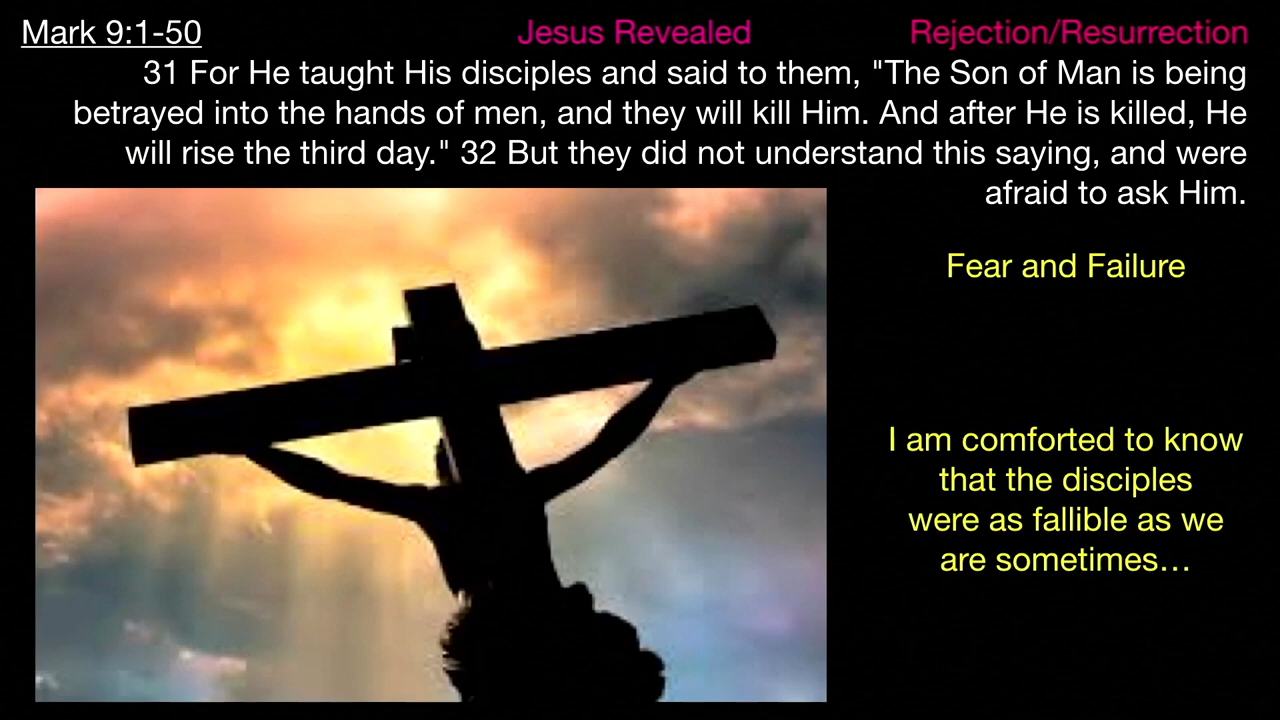 Mark 9:1-50 Jesus Revealed Rejection/Resurrection
31 For He taught His disciples and said to them, "The Son of Man is being
betrayed into the hands of men, and they will kill Him. And after He is killed, He
will rise the third day." 32 But they did not understand this saying, and were
afraid to ask Him.
Fear and Failure
I am comforted to know
that the disciples
were as fallible as we
are sometimes…